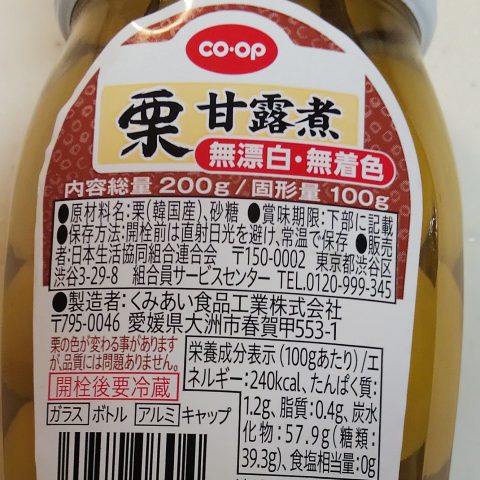 co·op
栗甘露煮
無漂白・無着色
内容総量 200g/固形量 100g
●原材料名:栗(韓国産)、砂糖 ●賞味期限:下部に記載
●保存方法:開栓前は直射日光を避け、常温で保存 ●販売
者:日本生活協同組合連合会 〒150-0002 東京都渋谷区
渋谷3-29-8 組合員サービスセンター TEL.0120-999-345
●製造者:くみあい食品工業株式会社
〒795-0046 愛媛県大洲市春賀甲553-1
栗の色が変わる事があります
が、品質には問題ありません。
開栓後要冷蔵
ガラス ボトル アルミ キャップ
栄養成分表示(100gあたり)/エ
ネルギー:240kcal、たんぱく質:
1.2g、脂質:0.4g、炭水
化物:57.9g(糖類:
39.3g)、食塩相当量:0g